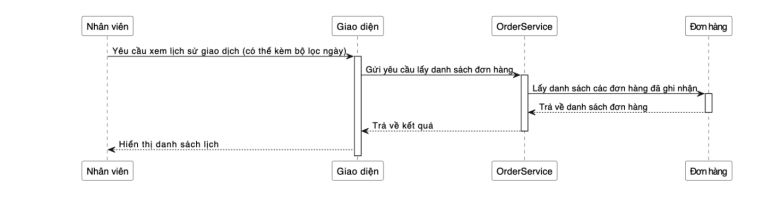 Nhân viên
Giao diện
OrderService
Đơn hàng
Yêu cầu xem lịch sử giao dịch (có thể kèm bộ lọc ngày)
Gửi yêu cầu lấy danh sách đơn hàng
Lấy danh sách các đơn hàng đã ghi nhận
Trả về danh sách đơn hàng
Trả về kết quả
Hiển thị danh sách lịch
Nhân viên
Giao diện
OrderService
Đơn hàng